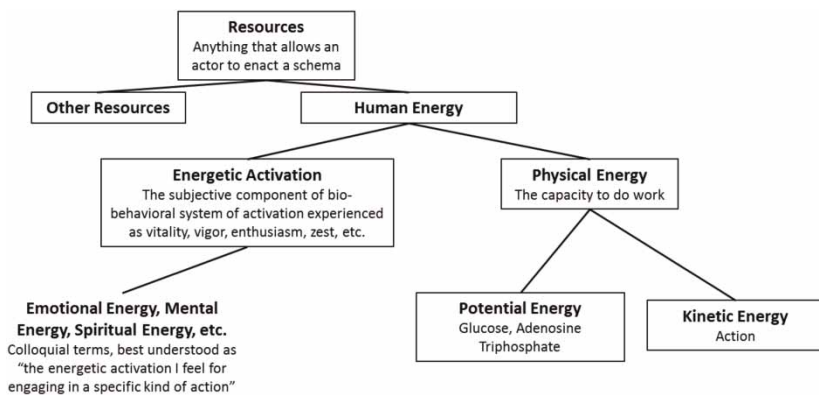 Resources
Anything that allows an
actor to enact a schema
Other Resources
Human Energy
Energetic Activation
The subjective component of bio-
behavioral system of activation experienced
as vitality, vigor, enthusiasm, zest, etc.
Physical Energy
The capacity to do work
Emotional Energy, Mental
Energy, Spiritual Energy, etc.
Colloquial terms, best understood as
“the energetic activation I feel for
engaging in a specific kind of action”
Potential Energy
Glucose, Adenosine
Triphosphate
Kinetic Energy
Action